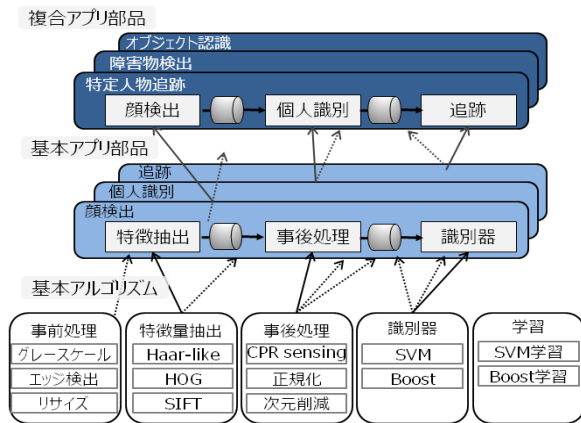 複合アプリ部品
オブジェクト認識
障害物検出
特定人物追跡
顔検出
個人識別
追跡
基本アプリ部品
追跡
個人識別
顔検出
特徴抽出
事後処理
識別器
基本アルゴリズム
事前処理
グレースケール
エッジ検出
リサイズ
特徴量抽出
Haar-like
HOG
SIFT
事後処理
CPR sensing
正規化
次元削減
識別器
SVM
Boost
学習
SVM学習
Boost学習